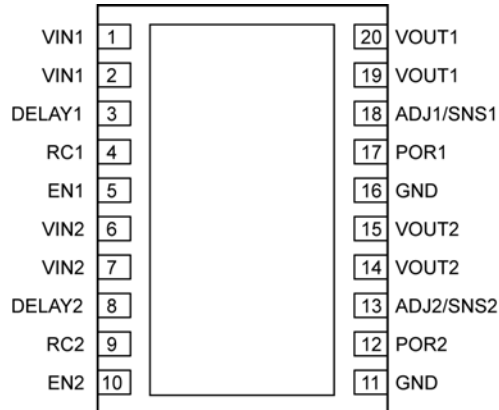 VIN1 1 20 VOUT1
VIN1 2 19 VOUT1
DELAY1 3 18 ADJ1/SNS1
RC1 4 17 POR1
EN1 5 16 GND
VIN2 6 15 VOUT2
VIN2 7 14 VOUT2
DELAY2 8 13 ADJ2/SNS2
RC2 9 12 POR2
EN2 10 11 GND